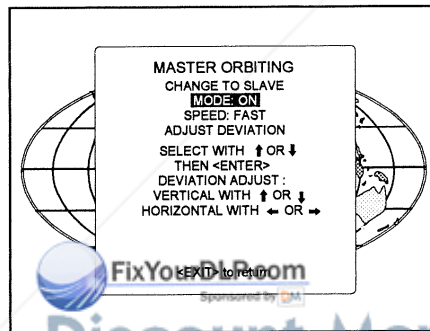 MASTER ORBITING
CHANGE TO SLAVE
MODE: ON
SPEED: FAST
ADJUST DEVIATION
SELECT WITH ↑ OR ↓
THEN <ENTER>
DEVIATION ADJUST :
VERTICAL WITH ↑ OR ↓
HORIZONTAL WITH ← OR →
<EXIT> to return
FixYourDLP.com
Sponsored by DM
Discount